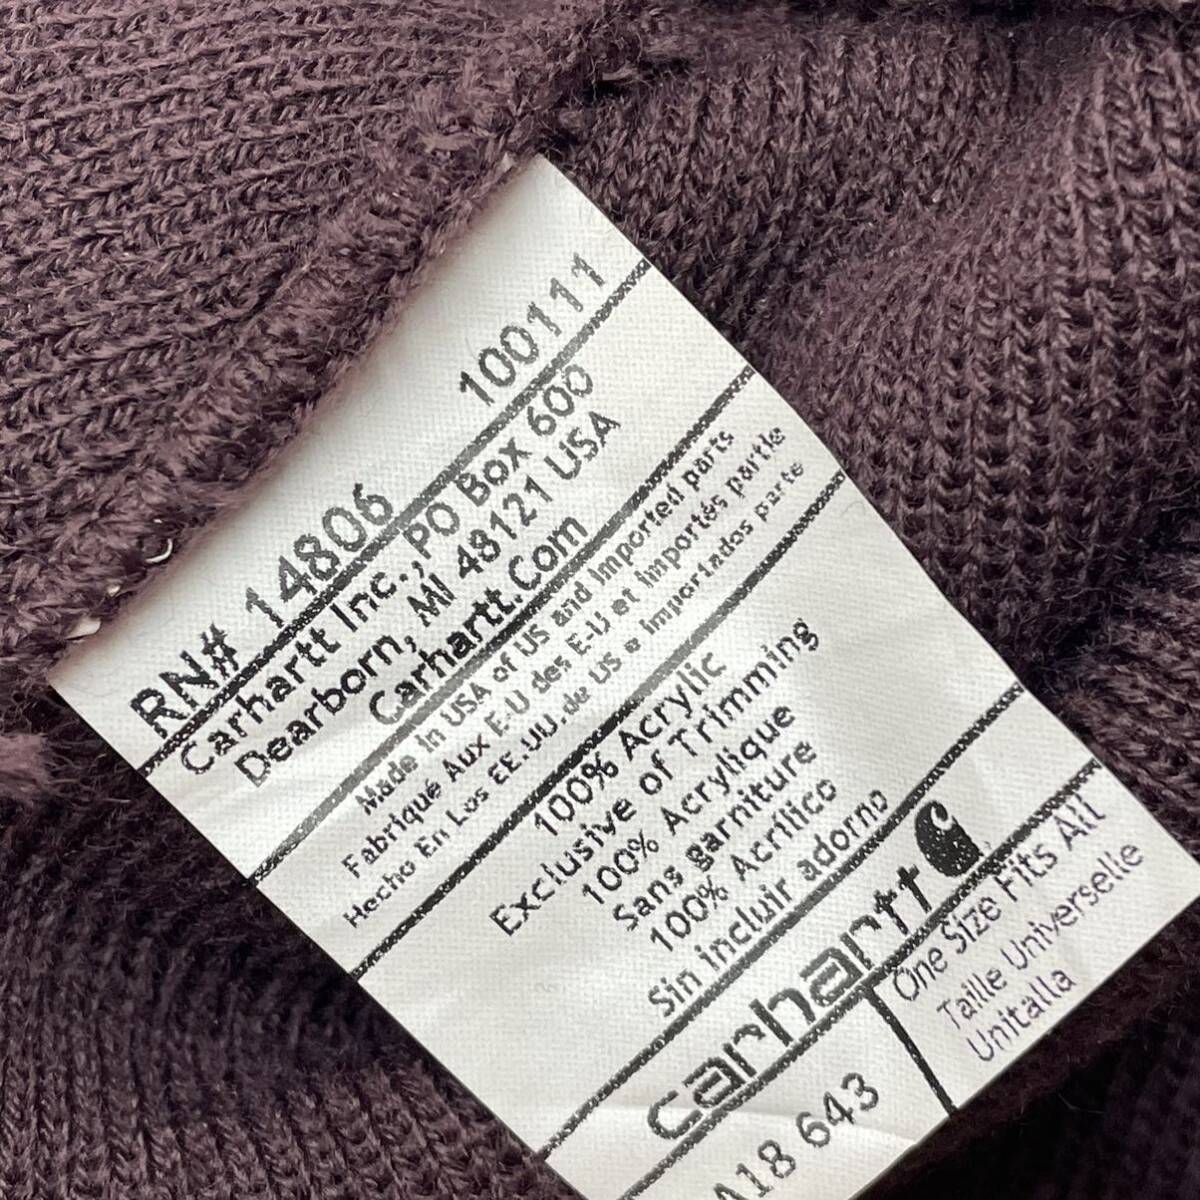 RN# 14806 100111
Carhartt Inc., PO Box 600
Dearborn, MI 48121 USA
Carhartt.Com
Made In USA of US and Imported parts
Fabriqué Aux E-U des E-U et importés partie
Hecho En Los EE.UU.de US e Importados parte
100% Acrylic
Exclusive of Trimming
100% Acrylique
Sans garniture
100% Acrílico
Sin incluir adorno
carhartt
One Size Fits All
Taille Universelle
Unitalla
A18 643